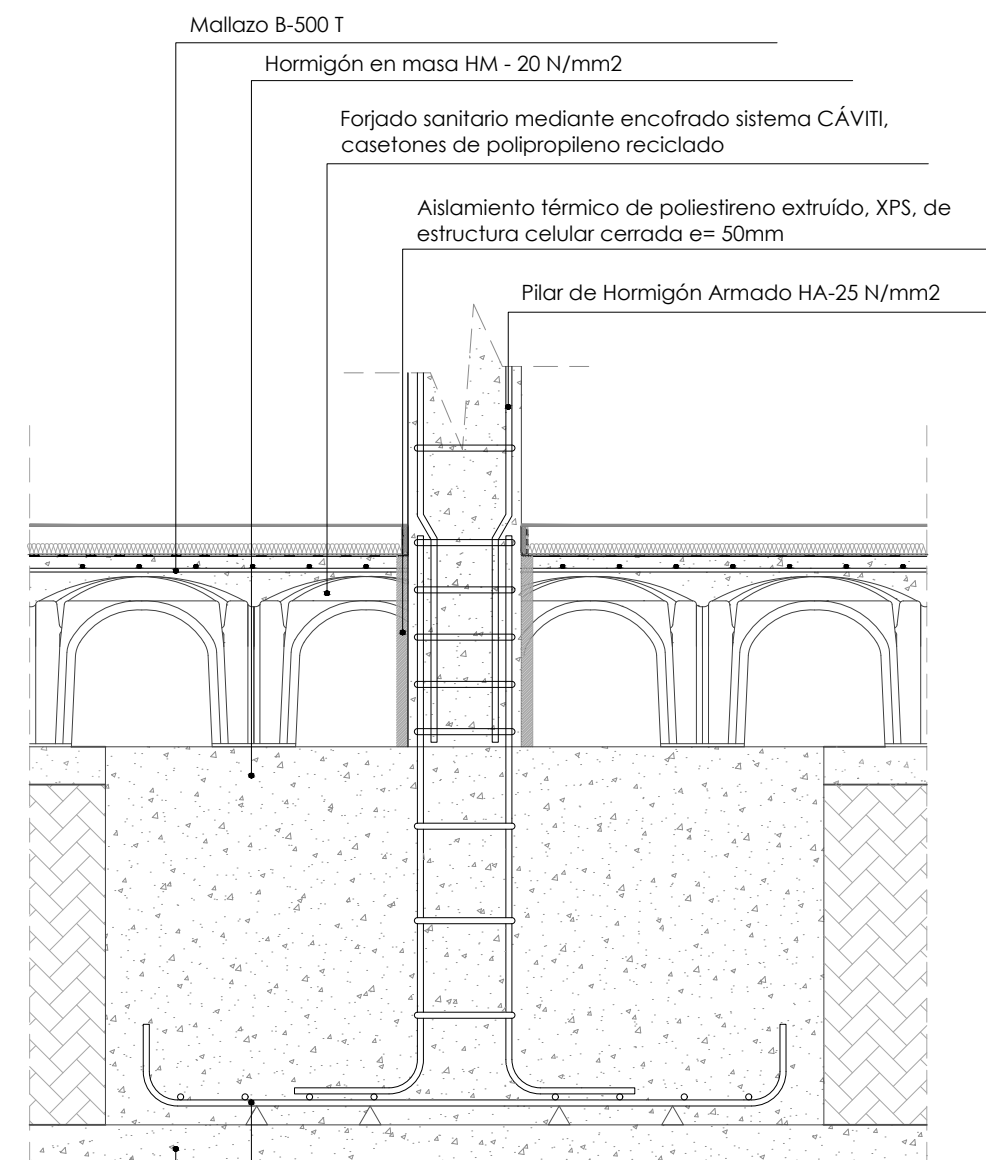 Mallazo B-500 T
Hormigón en masa HM - 20 N/mm2
Forjado sanitario mediante encofrado sistema CÁVITI,
casetones de polipropileno reciclado
Aislamiento térmico de poliestireno extruído, XPS, de
estructura celular cerrada e= 50mm
Pilar de Hormigón Armado HA-25 N/mm2